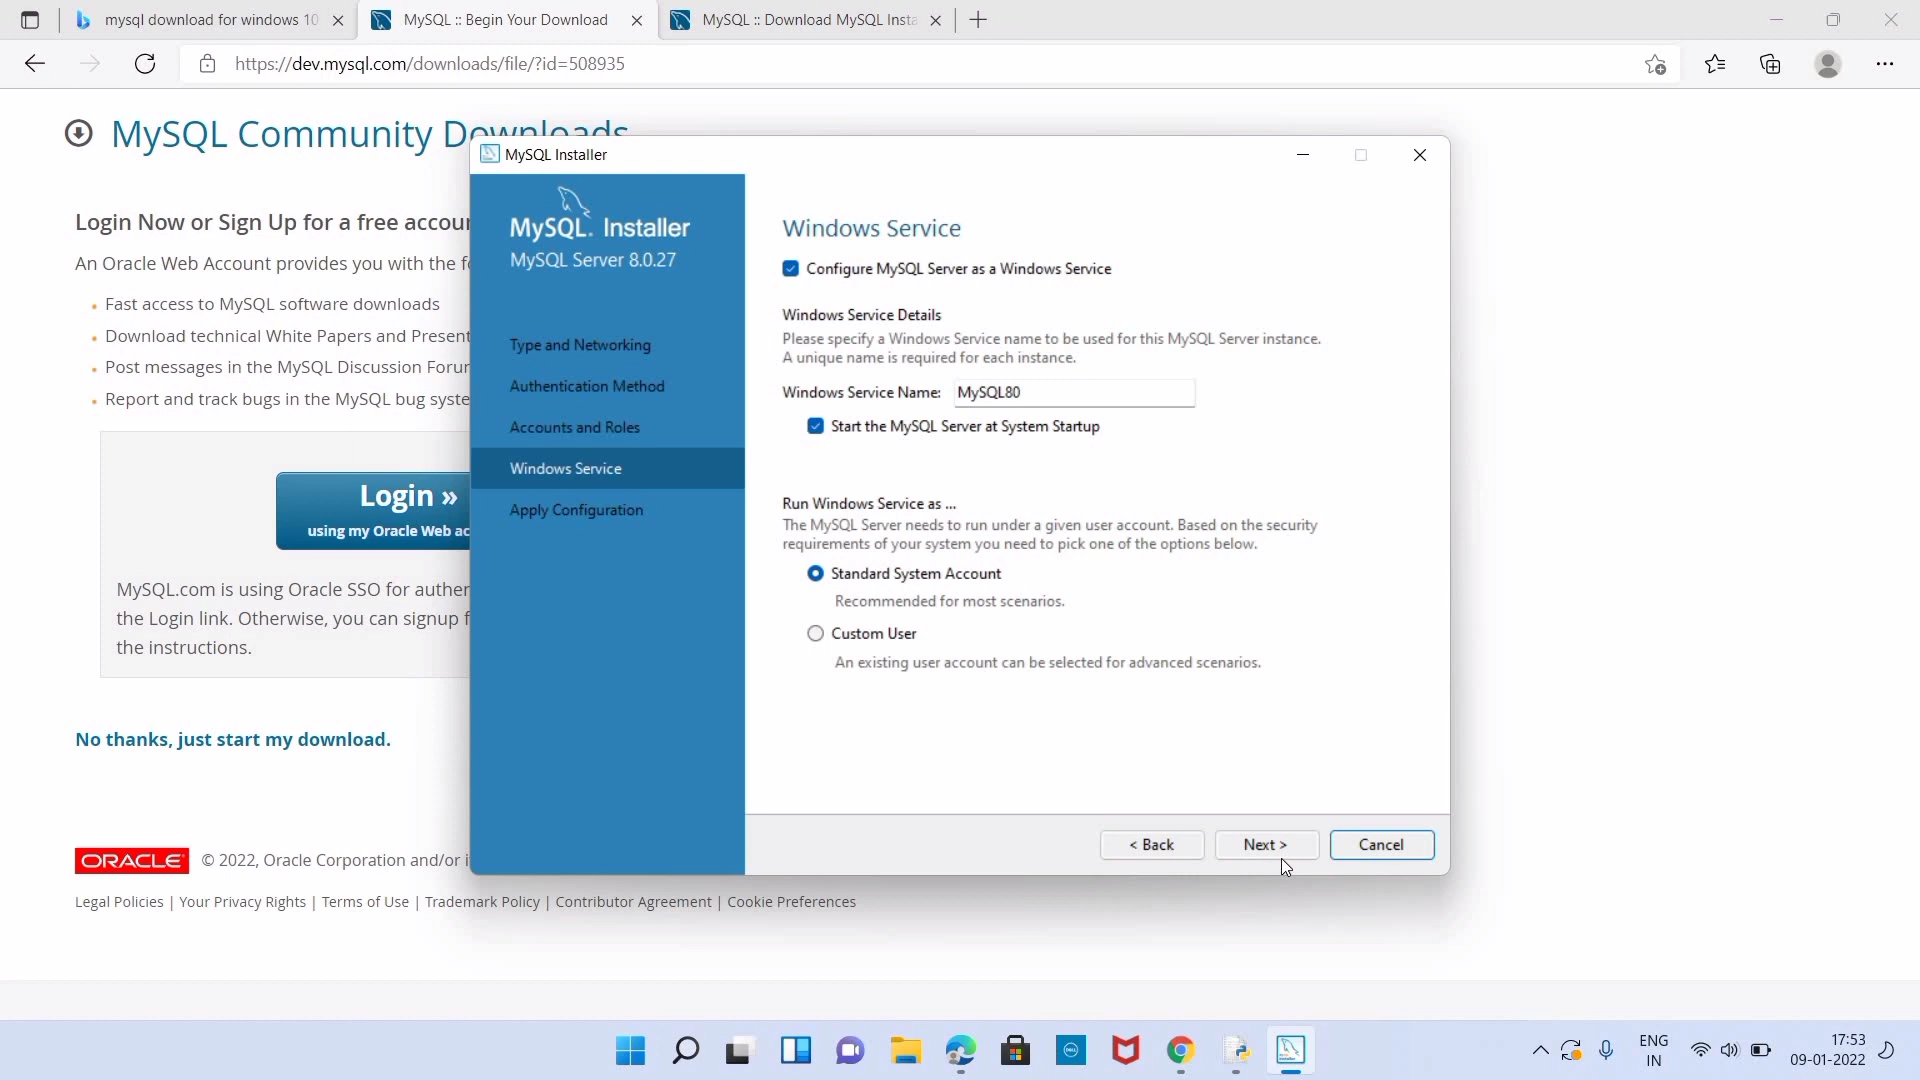 mysql download for windows 10
MySQL :: Begin Your Download
MySQL :: Download MySQL Insta
https://dev.mysql.com/downloads/file/?id=508935
MySQL Community Downloads
Login Now or Sign Up for a free accoun
An Oracle Web Account provides you with the fo
Fast access to MySQL software downloads
Download technical White Papers and Present
Post messages in the MySQL Discussion Forum
Report and track bugs in the MySQL bug syste
Login »
using my Oracle Web ac
MySQL.com is using Oracle SSO for authen
the Login link. Otherwise, you can signup f
the instructions.
No thanks, just start my download.
ORACLE © 2022, Oracle Corporation and/or i
Legal Policies | Your Privacy Rights | Terms of Use | Trademark Policy | Contributor Agreement | Cookie Preferences
MySQL Installer
MySQL. Installer
MySQL Server 8.0.27
Type and Networking
Authentication Method
Accounts and Roles
Windows Service
Apply Configuration
Windows Service
Configure MySQL Server as a Windows Service
Windows Service Details
Please specify a Windows Service name to be used for this MySQL Server instance.
A unique name is required for each instance.
Windows Service Name: MySQL80
Start the MySQL Server at System Startup
Run Windows Service as ...
The MySQL Server needs to run under a given user account. Based on the security
requirements of your system you need to pick one of the options below.
Standard System Account
Recommended for most scenarios.
Custom User
An existing user account can be selected for advanced scenarios.
< Back
Next >
Cancel
ENG
IN
17:53
09-01-2022